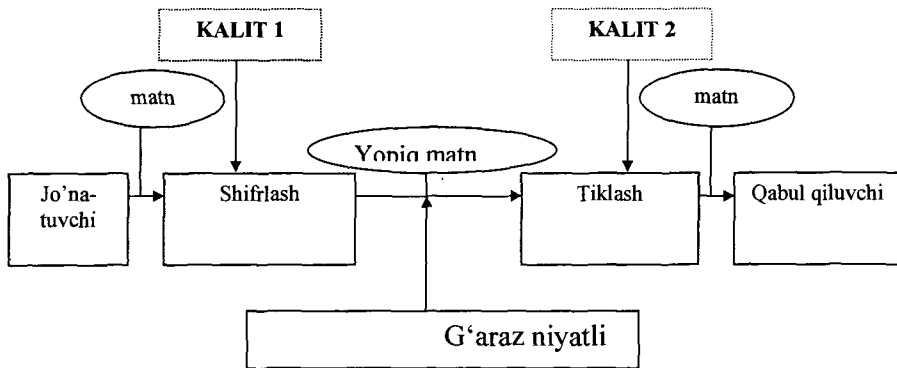 KALIT 1
KALIT 2
matn
matn
Yopiq matn
Jo'na-
tuvchi
Shifrlash
Tiklash
Qabul qiluvchi
G‘araz niyatli